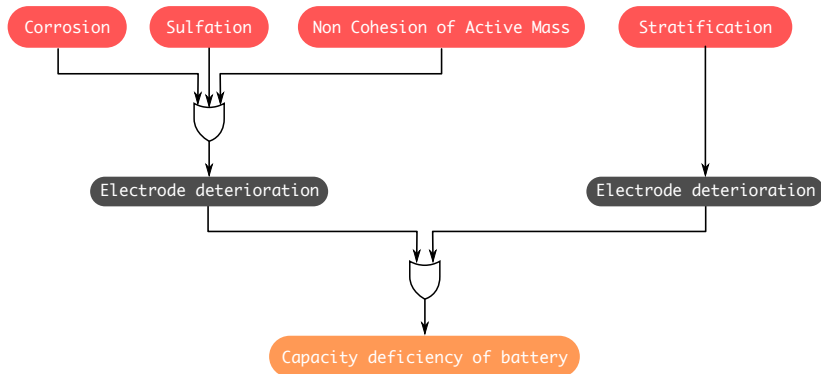 Corrosion
Sulfation
Non Cohesion of Active Mass
Stratification
Electrode deterioration
Electrode deterioration
Capacity deficiency of battery